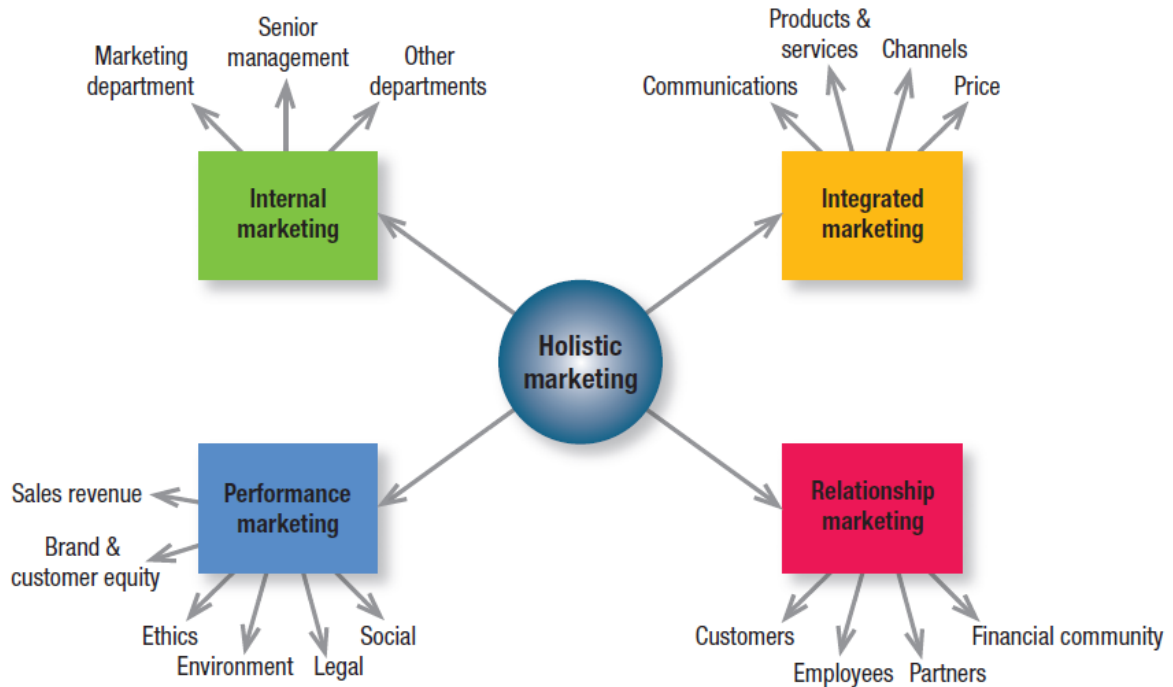 Senior
management
Marketing
department
Other
departments
Internal
marketing
Products &
services
Channels
Communications
Price
Integrated
marketing
Holistic
marketing
Performance
marketing
Sales revenue
Brand &
customer equity
Ethics
Environment
Legal
Social
Relationship
marketing
Customers
Employees
Partners
Financial community